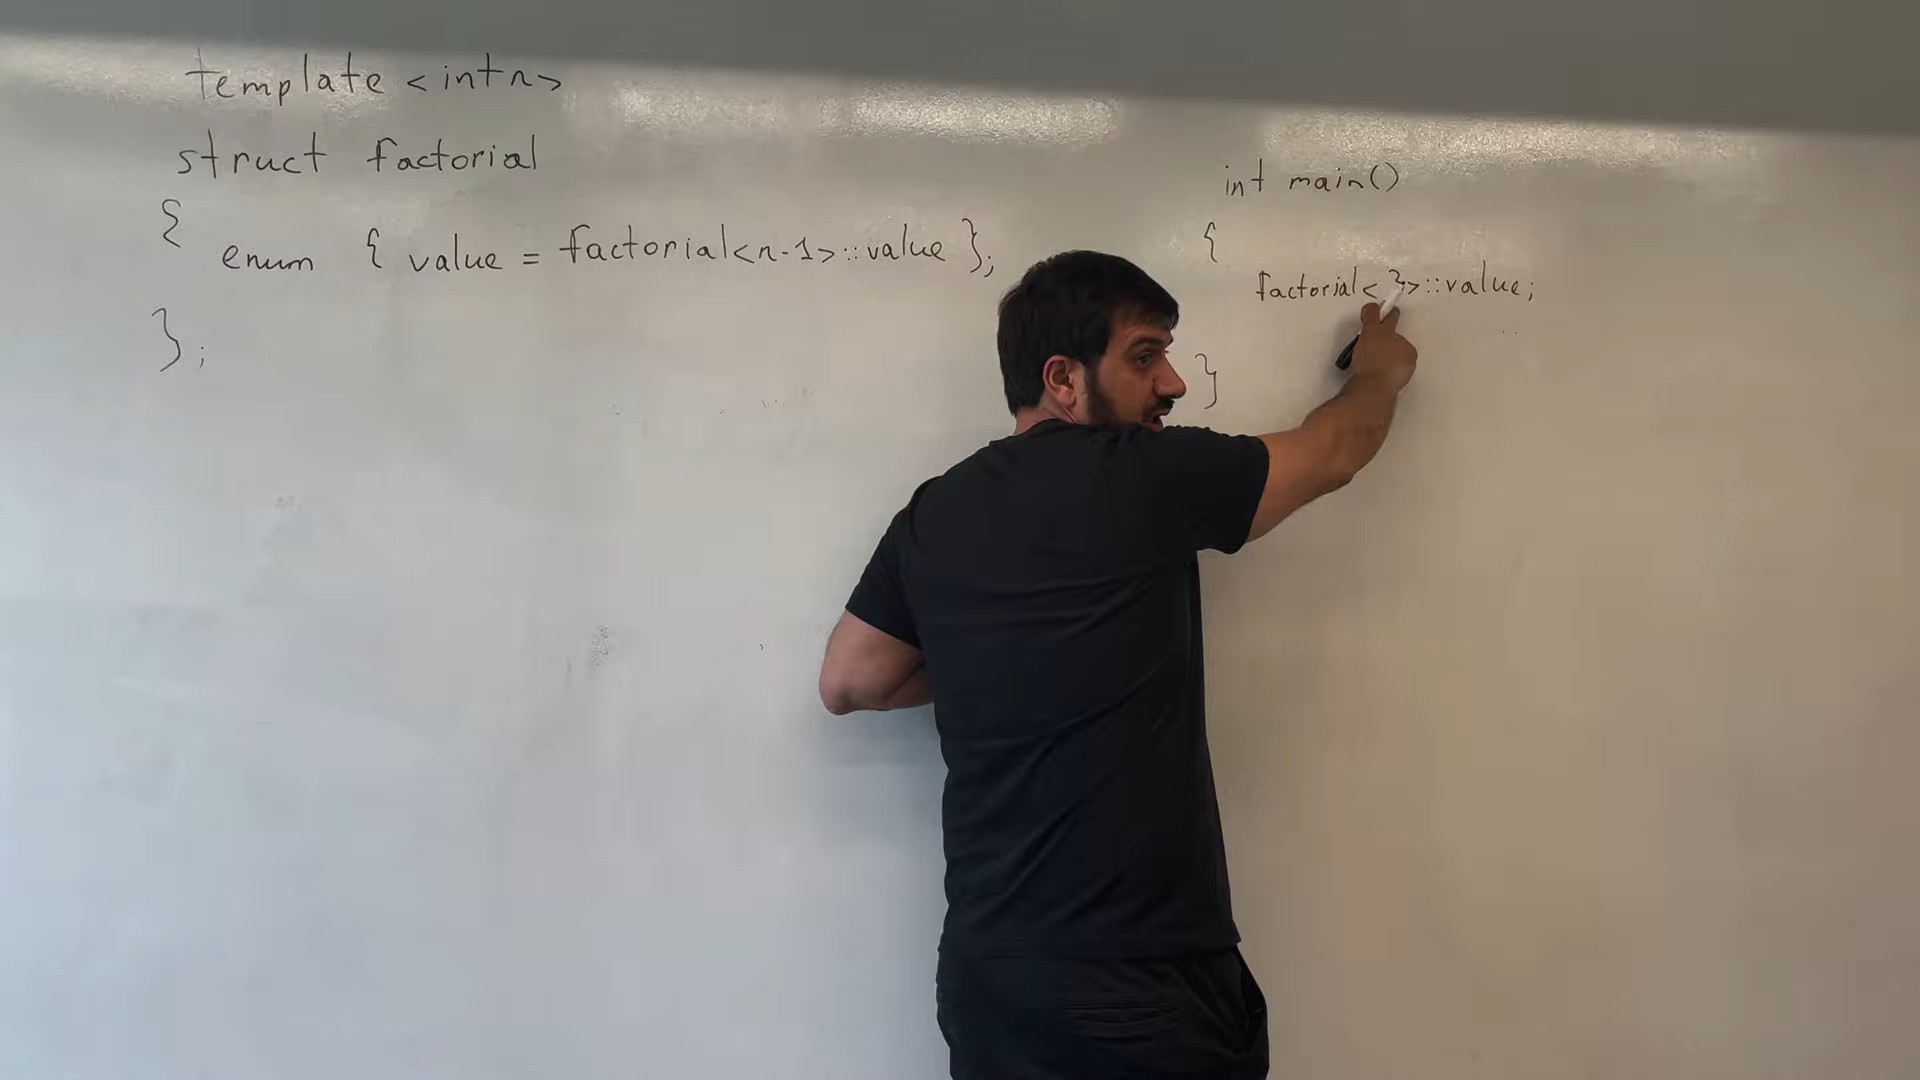 template <int n>
struct factorial
{
enum { value = factorial<n-1>::value };
};
int main()
{
factorial<3>::value;
}